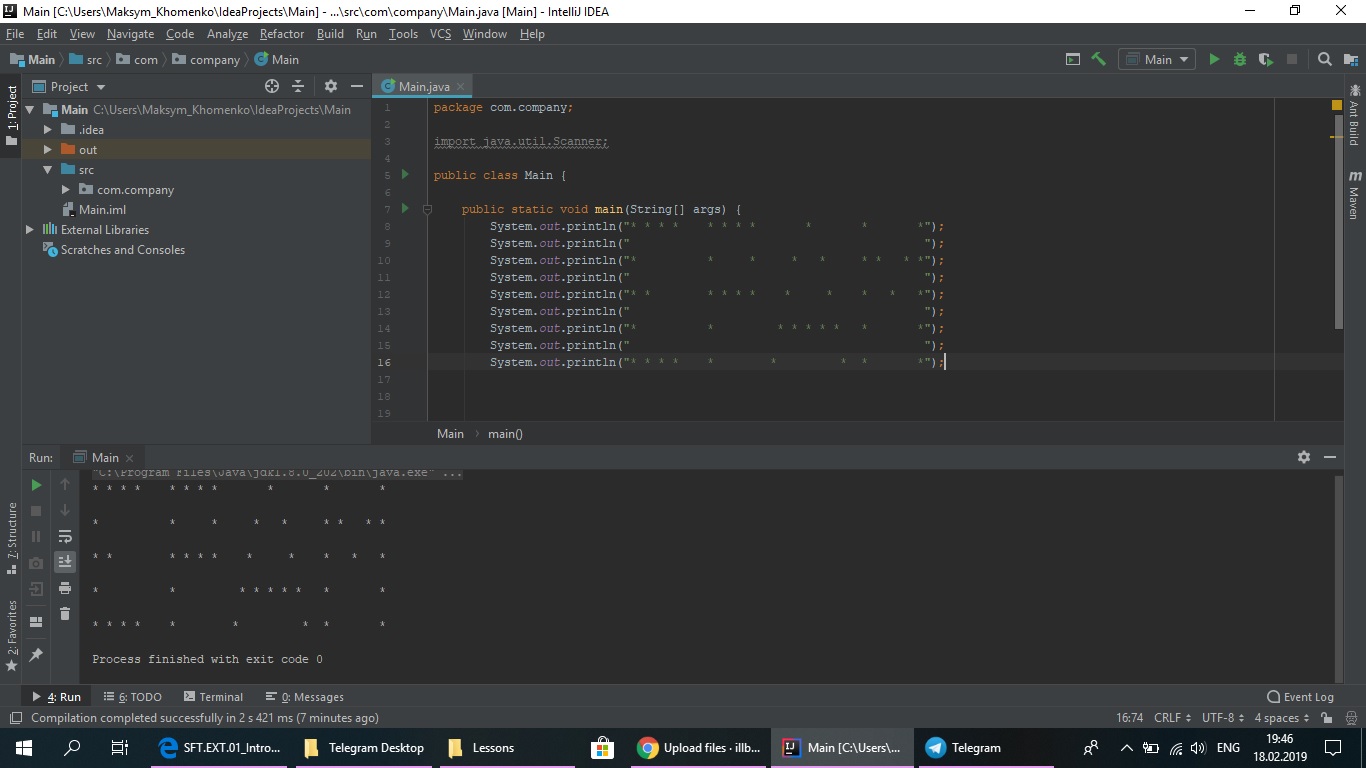 Main [C:\Users\Maksym_Khomenko\IdeaProjects\Main] - ...\src\com\company\Main.java [Main] - IntelliJ IDEA
File Edit View Navigate Code Analyze Refactor Build Run Tools VCS Window Help
Main src com company Main Main
Project Main.java
1: Project
Main C:\Users\Maksym_Khomenko\IdeaProjects\Main
.idea
out
src
com.company
Main.iml
External Libraries
Scratches and Consoles
1 package com.company;
2
3 import java.util.Scanner;
4
5 public class Main {
6
7     public static void main(String[] args) {
8         System.out.println("* * * *    * * * *       *       *       *");
9         System.out.println("                                          ");
10         System.out.println("*          *     *     *   *     * *   * *");
11         System.out.println("                                          ");
12         System.out.println("* *        * * * *    *     *    *   *   *");
13         System.out.println("                                          ");
14         System.out.println("*          *         * * * * *   *       *");
15         System.out.println("                                          ");
16         System.out.println("* * * *    *        *         *  *       *");
17
18
19
Main main()
Ant Build
Maven
Run: Main
"C:\Program Files\Java\jdk1.8.0_202\bin\java.exe" ...
* * * *    * * * *       *       *       *
*          *     *     *   *     * *   * *
* *        * * * *    *     *    *   *   *
*          *         * * * * *   *       *
* * * *    *        *         *  *       *
Process finished with exit code 0
7: Structure
2: Favorites
4: Run 6: TODO Terminal 0: Messages Event Log
Compilation completed successfully in 2 s 421 ms (7 minutes ago) 16:74 CRLF UTF-8 4 spaces
SFT.EXT.01_Intro... Telegram Desktop Lessons Upload files · illb... Main [C:\Users\... Telegram ENG 19:46
18.02.2019